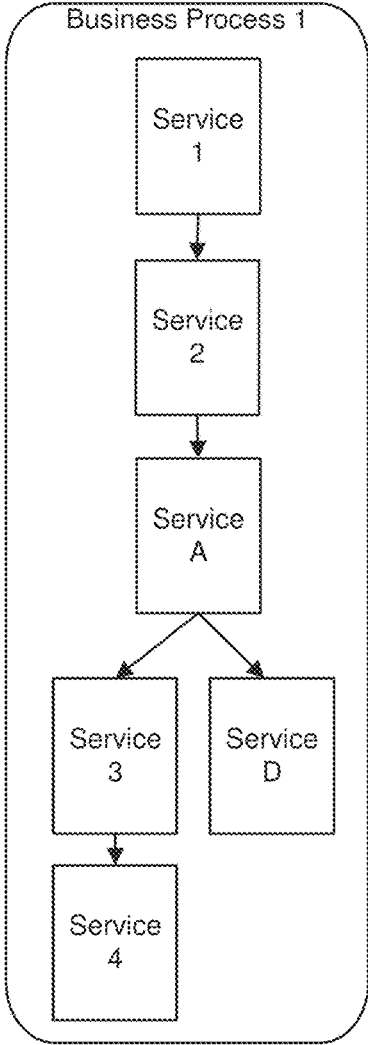 Business Process 1
Service
1
Service
2
Service
A
Service
3
Service
D
Service
4